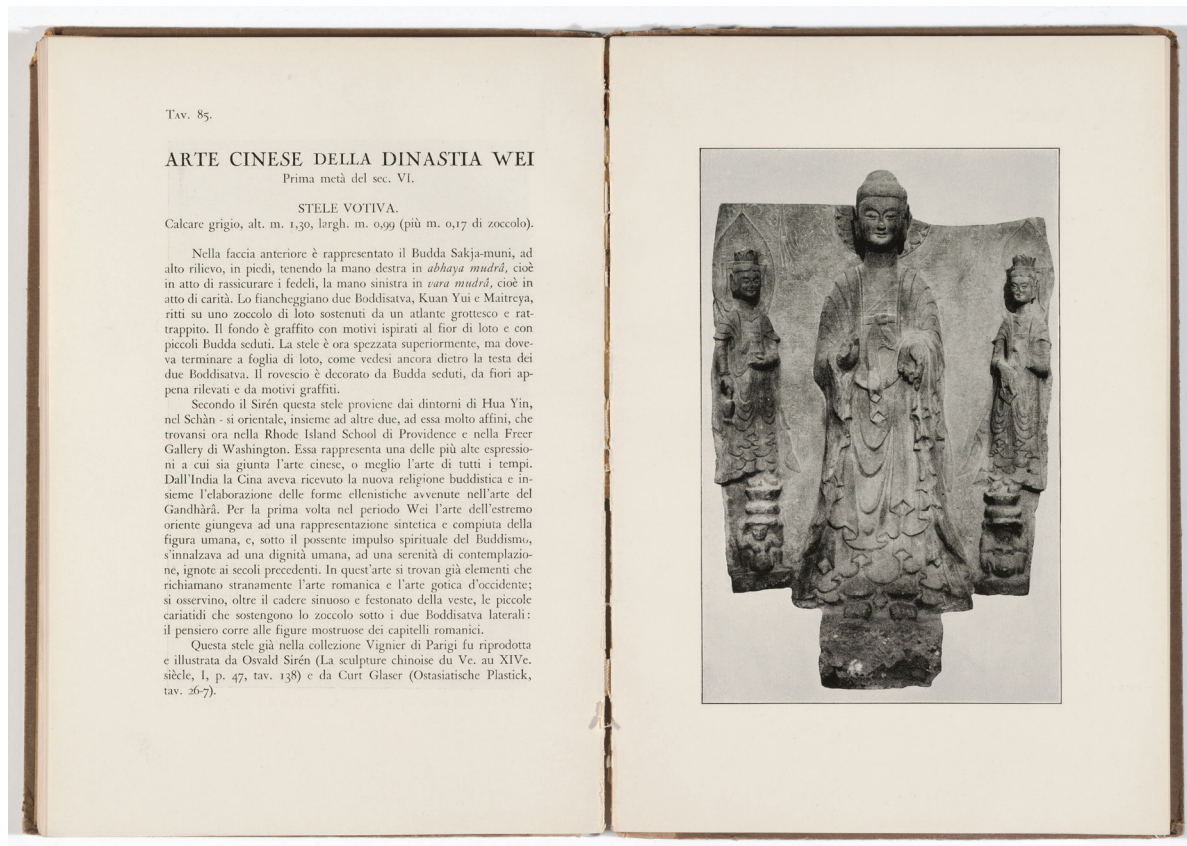 Tav. 85.
ARTE CINESE DELLA DINASTIA WEI
Prima metà del sec. VI.
STELE VOTIVA.
Calcare grigio, alt. m. 1,30, largh. m. 0,99 (più m. 0,17 di zoccolo).
Nella faccia anteriore è rappresentato il Budda Sakja-muni, ad
alto rilievo, in piedi, tenendo la mano destra in abhaya mudrâ, cioè
in atto di rassicurare i fedeli, la mano sinistra in vara mudrâ, cioè in
atto di carità. Lo fiancheggiano due Boddisatva, Kuan Yui e Maitreya,
ritti su uno zoccolo di loto sostenuti da un atlante grottesco e rat-
trappito. Il fondo è graffito con motivi ispirati al fior di loto e con
piccoli Budda seduti. La stele è ora spezzata superiormente, ma dove-
va terminare a foglia di loto, come vedesi ancora dietro la testa dei
due Boddisatva. Il rovescio è decorato da Budda seduti, da fiori ap-
pena rilevati e da motivi graffiti.
Secondo il Sirén questa stele proviene dai dintorni di Hua Yin,
nel Schàn - si orientale, insieme ad altre due, ad essa molto affini, che
trovansi ora nella Rhode Island School di Providence e nella Freer
Gallery di Washington. Essa rappresenta una delle più alte espressio-
ni a cui sia giunta l'arte cinese, o meglio l'arte di tutti i tempi.
Dall'India la Cina aveva ricevuto la nuova religione buddistica e in-
sieme l'elaborazione delle forme ellenistiche avvenute nell'arte del
Gandhàrâ. Per la prima volta nel periodo Wei l'arte dell'estremo
oriente giungeva ad una rappresentazione sintetica e compiuta della
figura umana, e, sotto il possente impulso spirituale del Buddismo,
s'innalzava ad una dignità umana, ad una serenità di contemplazio-
ne, ignote ai secoli precedenti. In quest'arte si trovan già elementi che
richiamano stranamente l'arte romanica e l'arte gotica d'occidente;
si osservino, oltre il cadere sinuoso e festonato della veste, le piccole
cariatidi che sostengono lo zoccolo sotto i due Boddisatva laterali:
il pensiero corre alle figure mostruose dei capitelli romanici.
Questa stele già nella collezione Vignier di Parigi fu riprodotta
e illustrata da Osvald Sirén (La sculpture chinoise du Ve. au XIVe.
siècle, I, p. 47, tav. 138) e da Curt Glaser (Ostasiatische Plastick,
tav. 26-7).